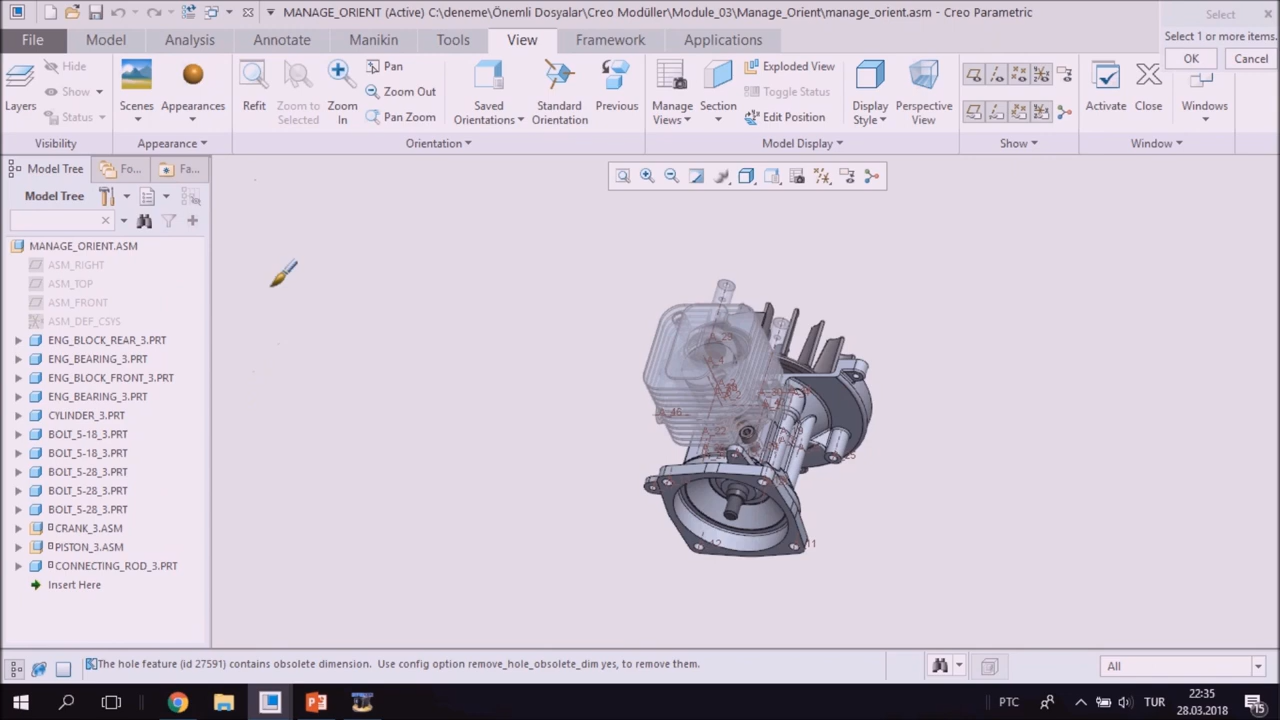 MANAGE_ORIENT (Active) C:\deneme\Önemli Dosyalar\Creo Modüller\Module_03\Manage_Orient\manage_orient.asm - Creo Parametric
Select
Select 1 or more items.
OK
Cancel
File
Model
Analysis
Annotate
Manikin
Tools
View
Framework
Applications
Hide
Show
Status
Layers
Scenes
Appearances
Refit
Zoom to Selected
Zoom In
Pan
Zoom Out
Pan Zoom
Saved Orientations
Standard Orientation
Previous
Manage Views
Section
Exploded View
Toggle Status
Edit Position
Display Style
Perspective View
Activate
Close
Windows
Visibility
Appearance
Orientation
Model Display
Show
Window
Model Tree
Fo...
Fa...
Model Tree
MANAGE_ORIENT.ASM
ASM_RIGHT
ASM_TOP
ASM_FRONT
ASM_DEF_CSYS
ENG_BLOCK_REAR_3.PRT
ENG_BEARING_3.PRT
ENG_BLOCK_FRONT_3.PRT
ENG_BEARING_3.PRT
CYLINDER_3.PRT
BOLT_5-18_3.PRT
BOLT_5-18_3.PRT
BOLT_5-28_3.PRT
BOLT_5-28_3.PRT
BOLT_5-28_3.PRT
CRANK_3.ASM
PISTON_3.ASM
CONNECTING_ROD_3.PRT
Insert Here
A_46
The hole feature (id 27591) contains obsolete dimension. Use config option remove_hole_obsolete_dim yes, to remove them.
All
PTC
TUR
22:35
28.03.2018
15